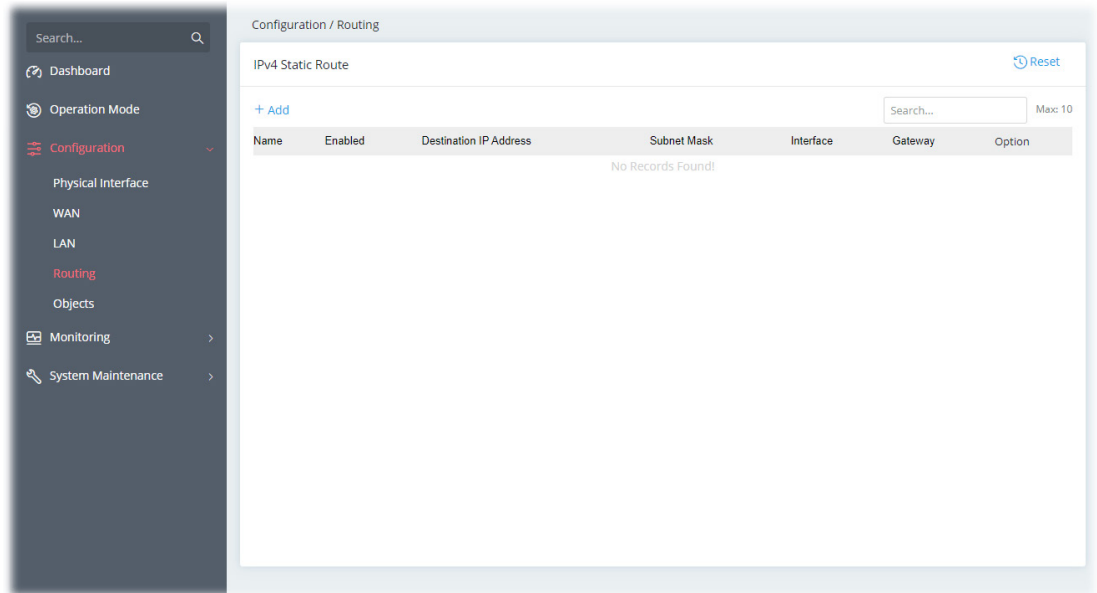 Search...
Dashboard
Operation Mode
Configuration
Physical Interface
WAN
LAN
Routing
Objects
Monitoring
System Maintenance
Configuration / Routing
IPv4 Static Route
Reset
+ Add
Search...
Max: 10
Name Enabled Destination IP Address Subnet Mask Interface Gateway Option
No Records Found!